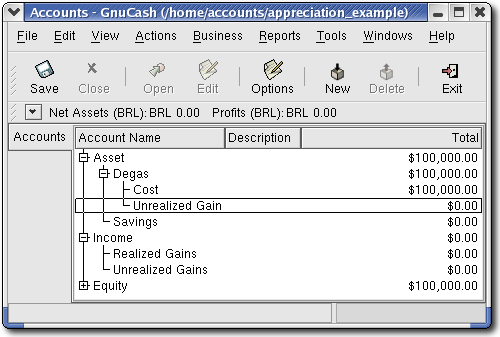 Accounts - GnuCash (/home/accounts/appreciation_example)
File Edit View Actions Business Reports Tools Windows Help
Save Close Open Edit Options New Delete Exit
Net Assets (BRL): BRL 0.00 Profits (BRL): BRL 0.00
Accounts
Account Name Description Total
Asset $100,000.00
Degas $100,000.00
Cost $100,000.00
Unrealized Gain $0.00
Savings $0.00
Income $0.00
Realized Gains $0.00
Unrealized Gains $0.00
Equity $100,000.00